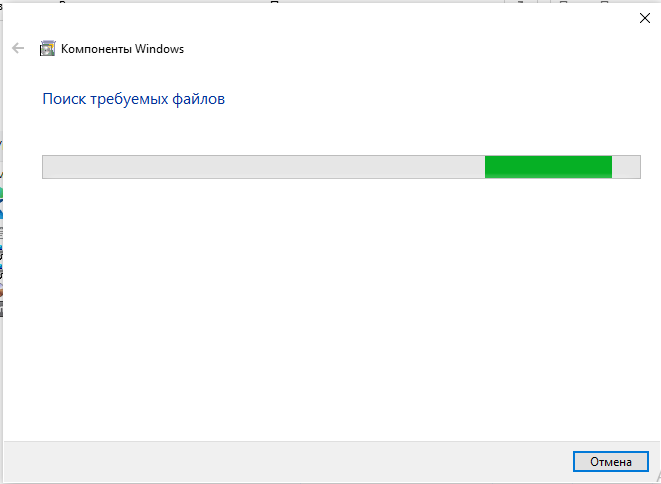 Компоненты Windows
Поиск требуемых файлов
Отмена